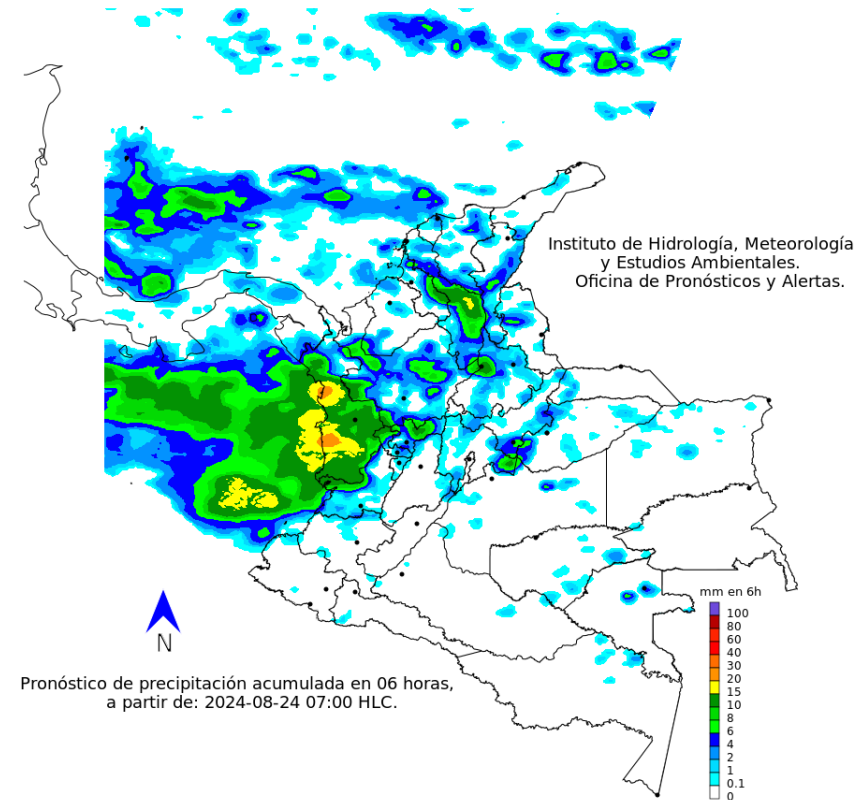 Instituto de Hidrología, Meteorología
y Estudios Ambientales.
Oficina de Pronósticos y Alertas.
mm en 6h
100
80
60
40
30
20
15
10
8
6
4
2
1
0.1
0
N
Pronóstico de precipitación acumulada en 06 horas,
a partir de: 2024-08-24 07:00 HLC.